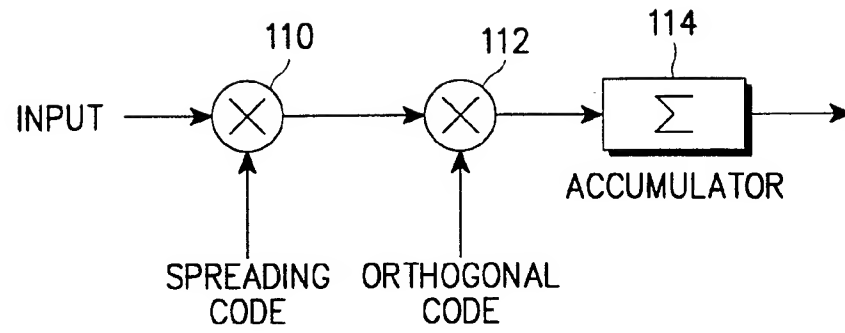 110
112
114
INPUT
Σ
ACCUMULATOR
SPREADING
CODE
ORTHOGONAL
CODE